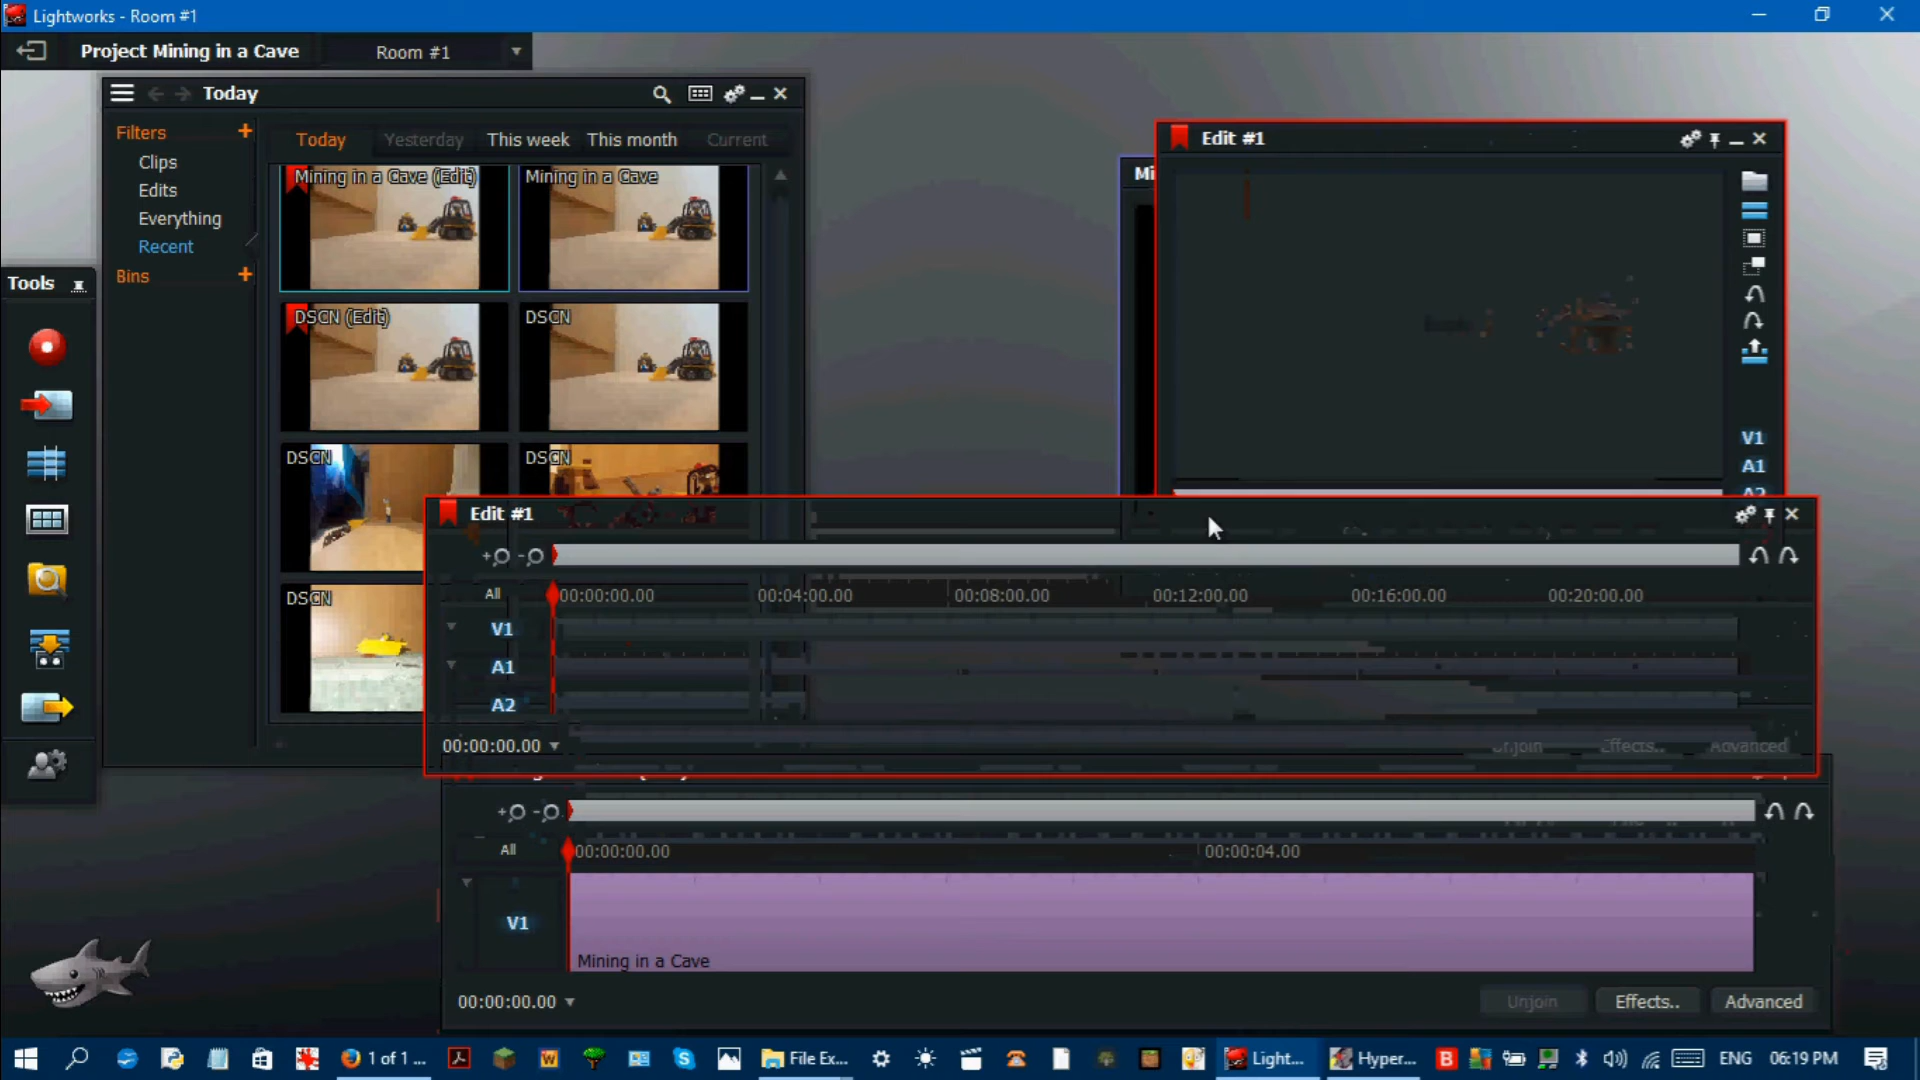 Lightworks - Room #1
Project Mining in a Cave
Room #1
Today
Filters
Clips
Edits
Everything
Recent
Bins
Today
Yesterday
This week
This month
Current
Mining in a Cave (Edit)
Mining in a Cave
DSCN (Edit)
DSCN
DSCN
DSCN
DSCN
Tools
Mi
Edit #1
V1
A1
A2
Edit #1
All
00:00:00.00
00:04:00.00
00:08:00.00
00:12:00.00
00:16:00.00
00:20:00.00
V1
A1
A2
00:00:00.00
Unjoin
Effects..
Advanced
All
00:00:00.00
00:00:04.00
V1
Mining in a Cave
00:00:00.00
Unjoin
Effects..
Advanced
1 of 1 ...
File Ex...
Light...
Hyper...
ENG
06:19 PM